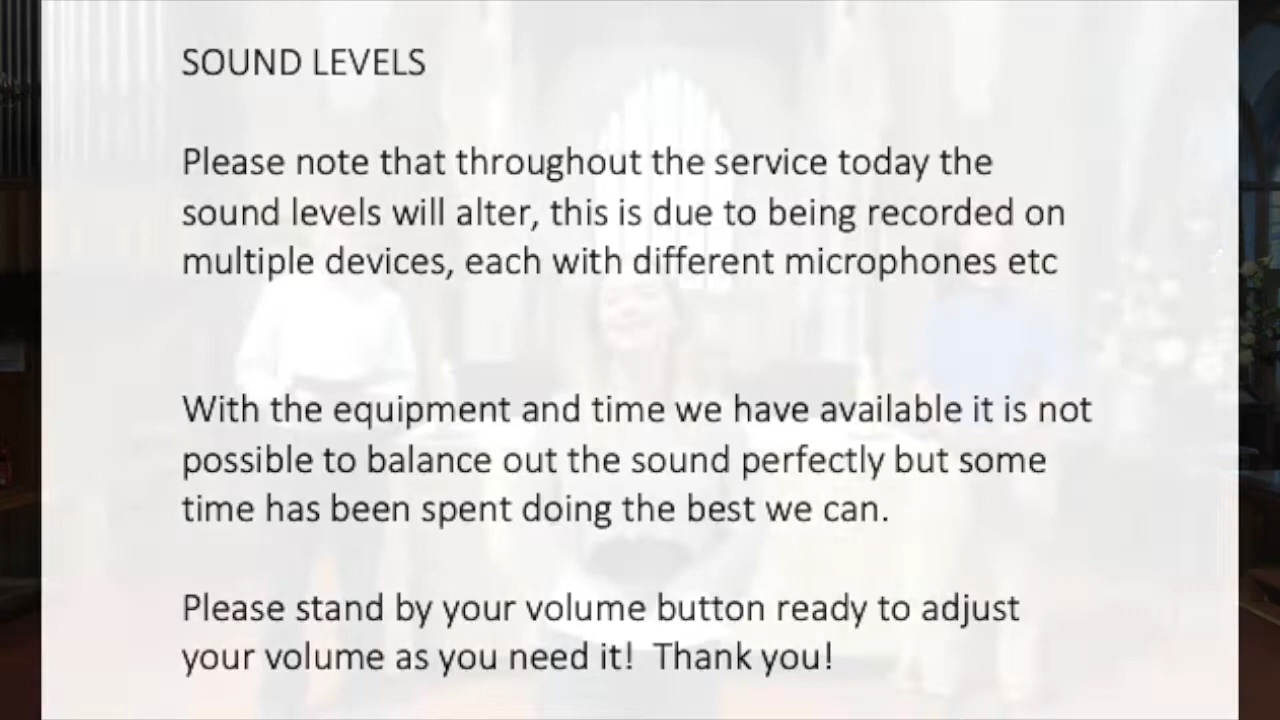 SOUND LEVELS
Please note that throughout the service today the
sound levels will alter, this is due to being recorded on
multiple devices, each with different microphones etc
With the equipment and time we have available it is not
possible to balance out the sound perfectly but some
time has been spent doing the best we can.
Please stand by your volume button ready to adjust
your volume as you need it!  Thank you!